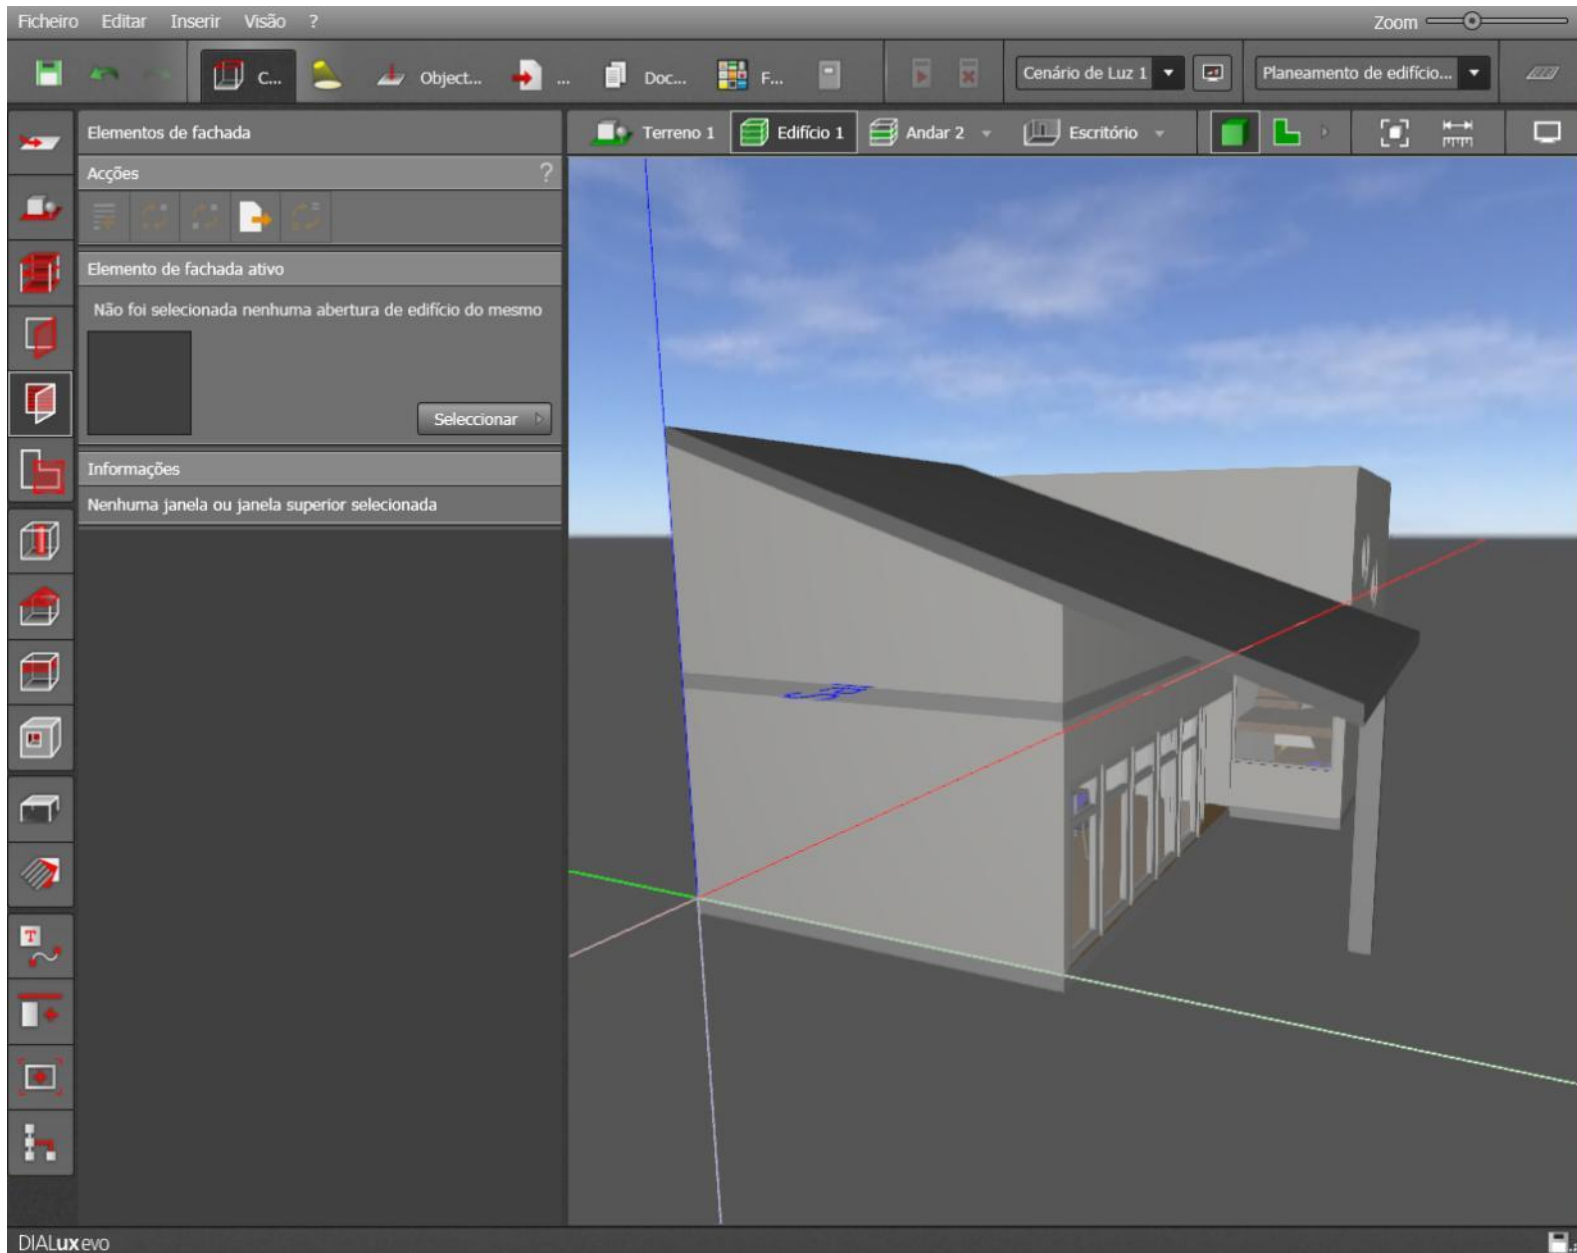 Ficheiro Editar Inserir Visão ? Zoom
C... Object... ... Doc... F... Cenário de Luz 1 Planeamento de edifício...
Elementos de fachada
Terreno 1 Edifício 1 Andar 2 Escritório
Acções ?
Elemento de fachada ativo
Não foi selecionada nenhuma abertura de edifício do mesmo
Seleccionar
Informações
Nenhuma janela ou janela superior selecionada
T
DIALux evo